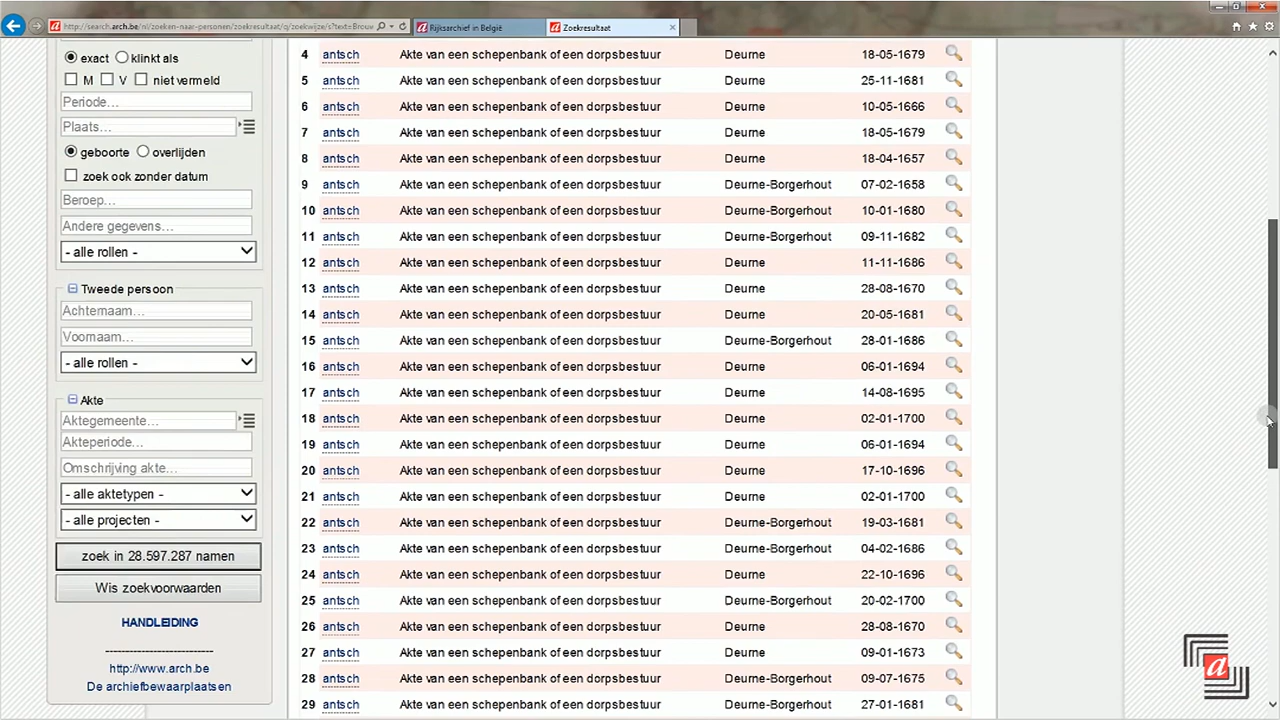 http://search.arch.be/nl/zoeken-naar-personen/zoekresultaat/q/zoekwijze/s?text=Brouw
Rijksarchief in België
Zoekresultaat
exact klinkt als
M V niet vermeld
Periode...
Plaats...
geboorte overlijden
zoek ook zonder datum
Beroep...
Andere gegevens...
- alle rollen -
Tweede persoon
Achternaam...
Voornaam...
- alle rollen -
Akte
Aktegemeente...
Akteperiode...
Omschrijving akte...
- alle aktetypen -
- alle projecten -
zoek in 28.597.287 namen
Wis zoekvoorwaarden
HANDLEIDING
---------------------------
http://www.arch.be
De archiefbewaarplaatsen
4 antsch Akte van een schepenbank of een dorpsbestuur Deurne 18-05-1679
5 antsch Akte van een schepenbank of een dorpsbestuur Deurne 25-11-1681
6 antsch Akte van een schepenbank of een dorpsbestuur Deurne 10-05-1666
7 antsch Akte van een schepenbank of een dorpsbestuur Deurne 18-05-1679
8 antsch Akte van een schepenbank of een dorpsbestuur Deurne 18-04-1657
9 antsch Akte van een schepenbank of een dorpsbestuur Deurne-Borgerhout 07-02-1658
10 antsch Akte van een schepenbank of een dorpsbestuur Deurne-Borgerhout 10-01-1680
11 antsch Akte van een schepenbank of een dorpsbestuur Deurne-Borgerhout 09-11-1682
12 antsch Akte van een schepenbank of een dorpsbestuur Deurne 11-11-1686
13 antsch Akte van een schepenbank of een dorpsbestuur Deurne 28-08-1670
14 antsch Akte van een schepenbank of een dorpsbestuur Deurne 20-05-1681
15 antsch Akte van een schepenbank of een dorpsbestuur Deurne-Borgerhout 28-01-1686
16 antsch Akte van een schepenbank of een dorpsbestuur Deurne 06-01-1694
17 antsch Akte van een schepenbank of een dorpsbestuur Deurne 14-08-1695
18 antsch Akte van een schepenbank of een dorpsbestuur Deurne 02-01-1700
19 antsch Akte van een schepenbank of een dorpsbestuur Deurne 06-01-1694
20 antsch Akte van een schepenbank of een dorpsbestuur Deurne 17-10-1696
21 antsch Akte van een schepenbank of een dorpsbestuur Deurne 02-01-1700
22 antsch Akte van een schepenbank of een dorpsbestuur Deurne-Borgerhout 19-03-1681
23 antsch Akte van een schepenbank of een dorpsbestuur Deurne-Borgerhout 04-02-1686
24 antsch Akte van een schepenbank of een dorpsbestuur Deurne 22-10-1696
25 antsch Akte van een schepenbank of een dorpsbestuur Deurne-Borgerhout 20-02-1700
26 antsch Akte van een schepenbank of een dorpsbestuur Deurne 28-08-1670
27 antsch Akte van een schepenbank of een dorpsbestuur Deurne 09-01-1673
28 antsch Akte van een schepenbank of een dorpsbestuur Deurne-Borgerhout 09-07-1675
29 antsch Akte van een schepenbank of een dorpsbestuur Deurne-Borgerhout 27-01-1681
a